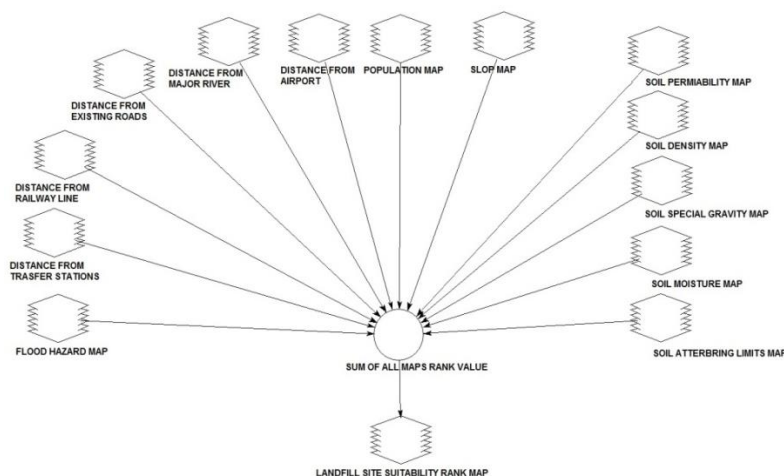 DISTANCE FROM
MAJOR RIVER
DISTANCE FROM
AIRPORT
POPULATION MAP
SLOP MAP
SOIL PERMIABILITY MAP
DISTANCE FROM
EXISTING ROADS
SOIL DENSITY MAP
DISTANCE FROM
RAILWAY LINE
SOIL SPECIAL GRAVITY MAP
DISTANCE FROM
TRASFER STATIONS
SOIL MOISTURE MAP
FLOOD HAZARD MAP
SOIL ATTERBRING LIMITS MAP
SUM OF ALL MAPS RANK VALUE
LANDFILL SITE SUITABILITY RANK MAP